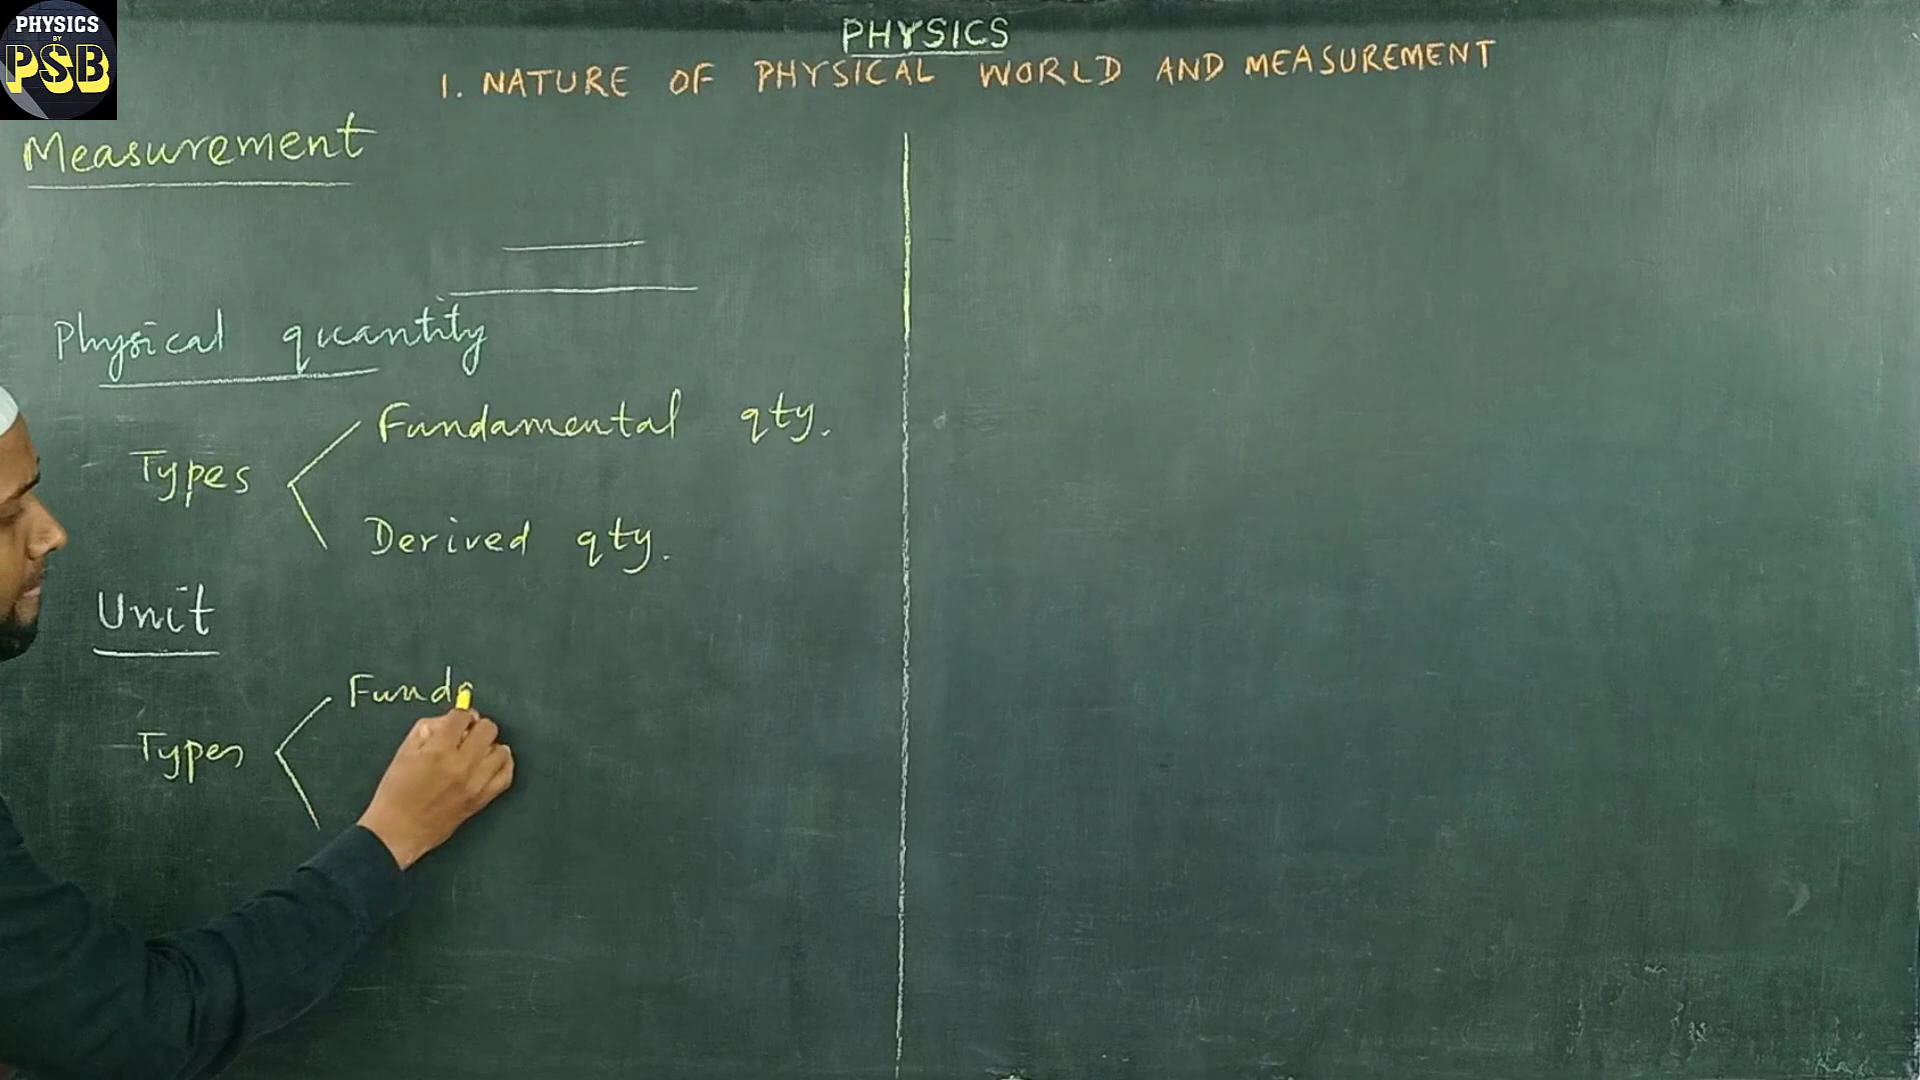 PHYSICS
BY
PSB
PHYSICS
1. NATURE OF PHYSICAL WORLD AND MEASUREMENT
Measurement
Physical quantity
Fundamental qty.
Types
Derived qty.
Unit
Funda
Types